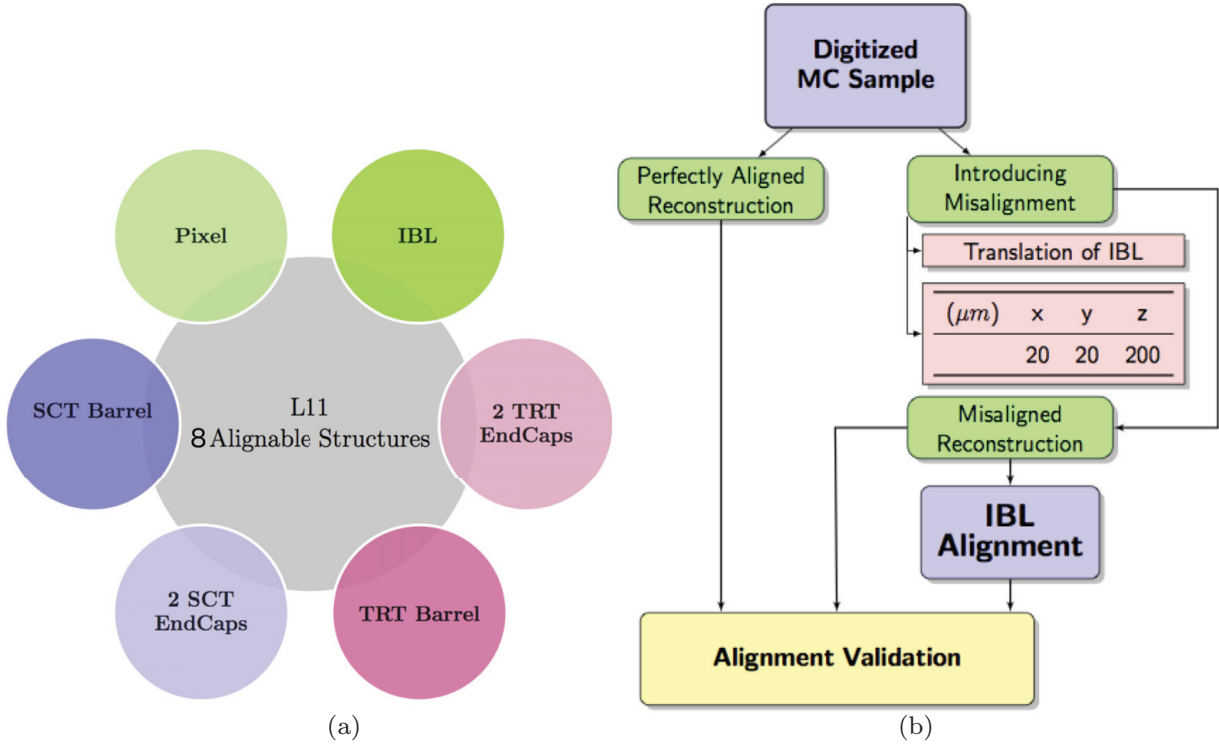 Pixel
IBL
SCT Barrel
L11
8 Alignable Structures
2 TRT
EndCaps
2 SCT
EndCaps
TRT Barrel
(a)
Digitized
MC Sample
Perfectly Aligned
Reconstruction
Introducing
Misalignment
Translation of IBL
(μm) x y z
20 20 200
Misaligned
Reconstruction
IBL
Alignment
Alignment Validation
(b)